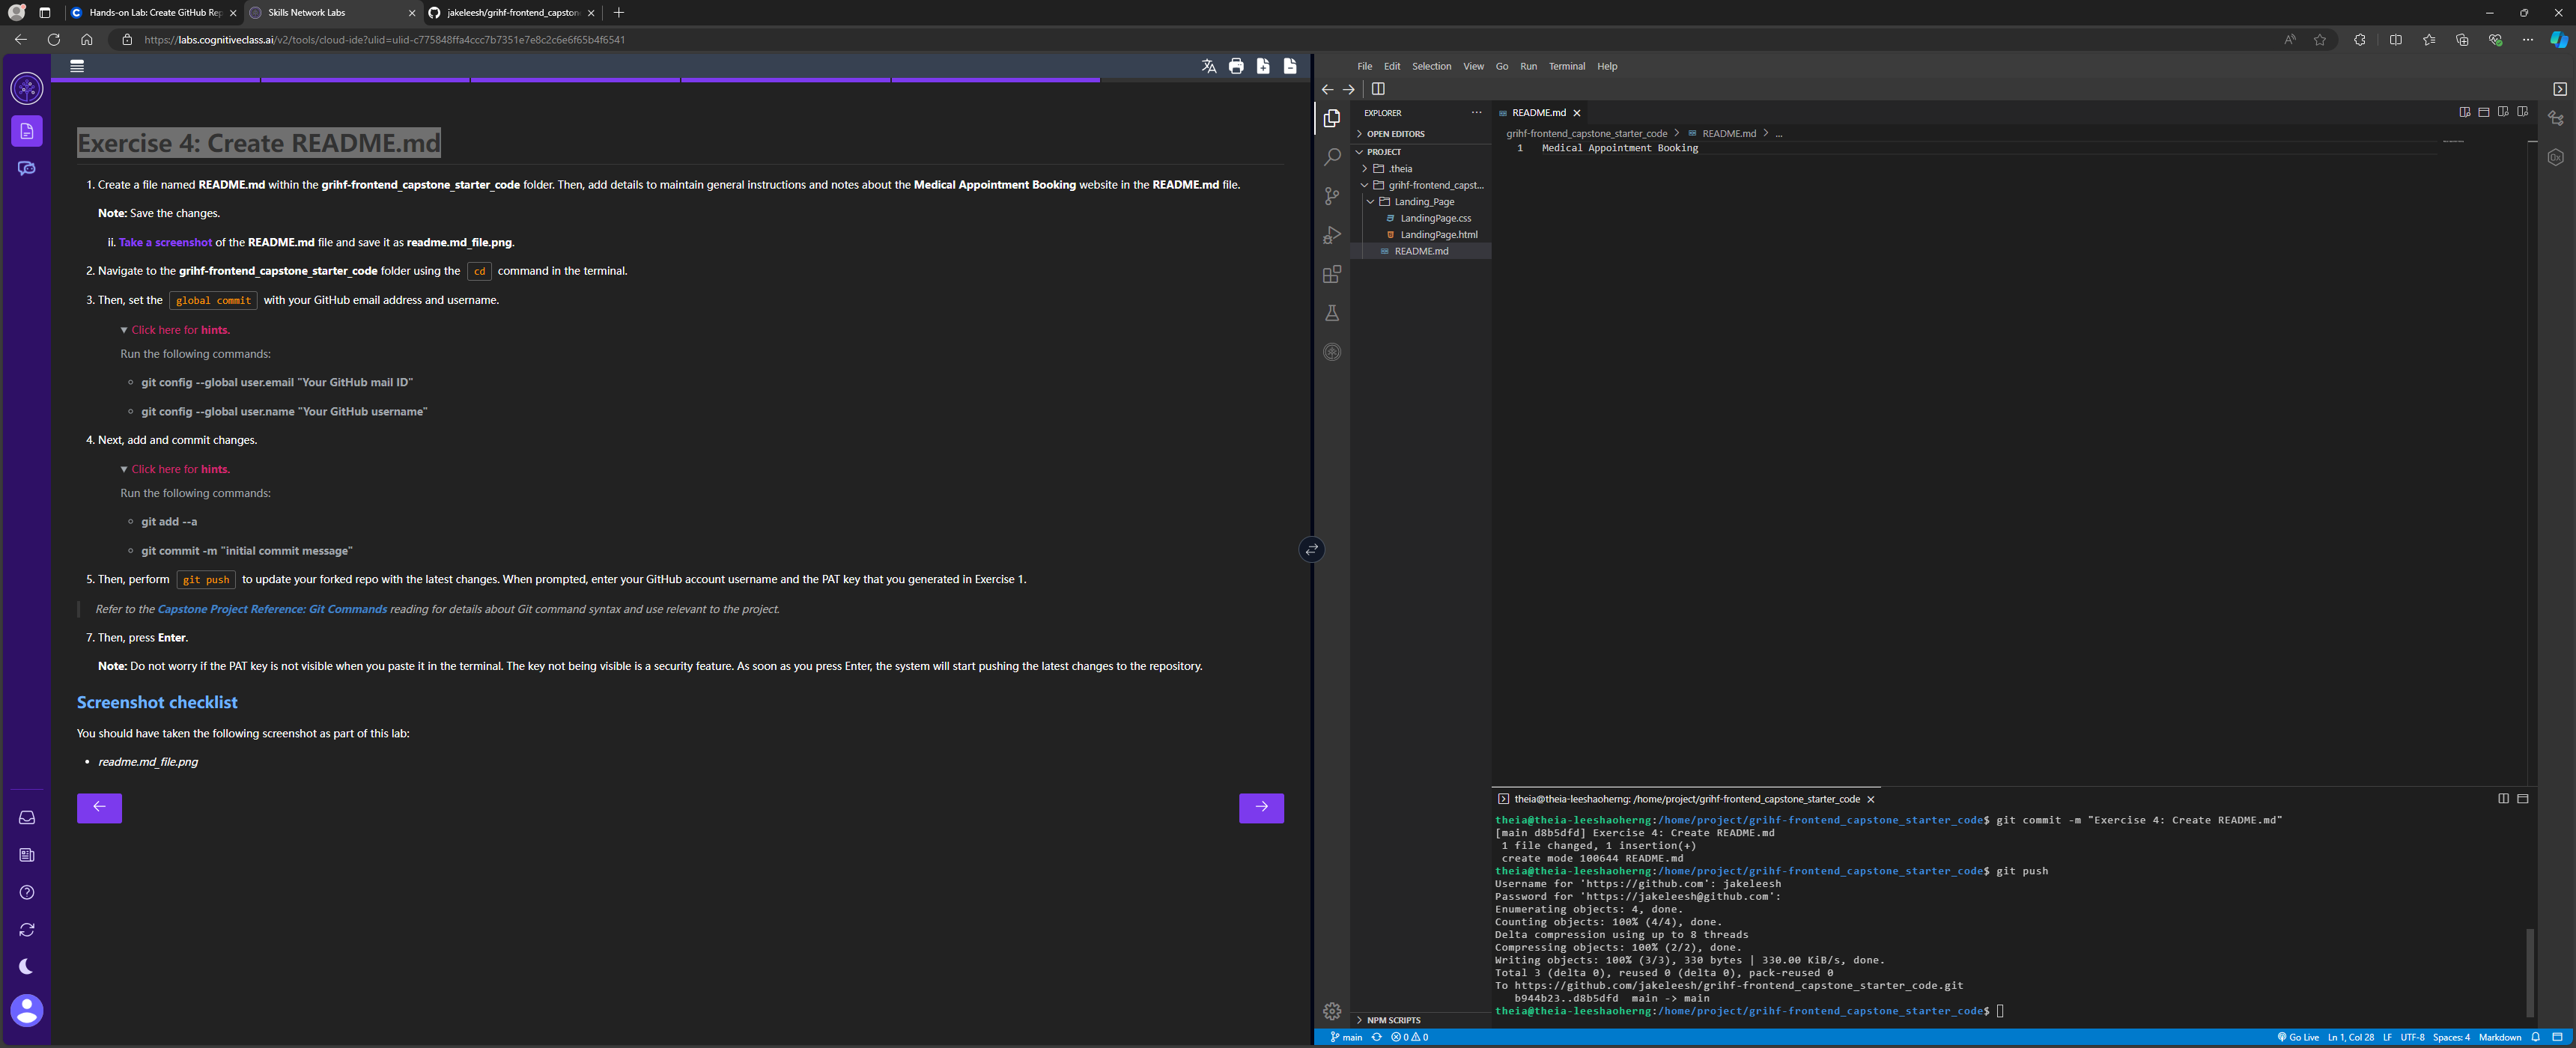 Hands-on Lab: Create GitHub Rep
Skills Network Labs
jakeleesh/grihf-frontend_capston
https://labs.cognitiveclass.ai/v2/tools/cloud-ide?ulid=ulid-c775848ffa4ccc7b7351e7e8c2c6e6f65b4f6541
Exercise 4: Create README.md
1. Create a file named README.md within the grihf-frontend_capstone_starter_code folder. Then, add details to maintain general instructions and notes about the Medical Appointment Booking website in the README.md file.
Note: Save the changes.
ii. Take a screenshot of the README.md file and save it as readme.md_file.png.
2. Navigate to the grihf-frontend_capstone_starter_code folder using the cd command in the terminal.
3. Then, set the global commit with your GitHub email address and username.
▼ Click here for hints.
Run the following commands:
git config --global user.email "Your GitHub mail ID"
git config --global user.name "Your GitHub username"
4. Next, add and commit changes.
▼ Click here for hints.
Run the following commands:
git add --a
git commit -m "initial commit message"
5. Then, perform git push to update your forked repo with the latest changes. When prompted, enter your GitHub account username and the PAT key that you generated in Exercise 1.
Refer to the Capstone Project Reference: Git Commands reading for details about Git command syntax and use relevant to the project.
7. Then, press Enter.
Note: Do not worry if the PAT key is not visible when you paste it in the terminal. The key not being visible is a security feature. As soon as you press Enter, the system will start pushing the latest changes to the repository.
Screenshot checklist
You should have taken the following screenshot as part of this lab:
• readme.md_file.png
File Edit Selection View Go Run Terminal Help
EXPLORER
OPEN EDITORS
PROJECT
.theia
grihf-frontend_capst...
Landing_Page
LandingPage.css
LandingPage.html
README.md
NPM SCRIPTS
README.md
grihf-frontend_capstone_starter_code > README.md > ...
1 Medical Appointment Booking
theia@theia-leeshaoherng: /home/project/grihf-frontend_capstone_starter_code
theia@theia-leeshaoherng:/home/project/grihf-frontend_capstone_starter_code$ git commit -m "Exercise 4: Create README.md"
[main d8b5dfd] Exercise 4: Create README.md
1 file changed, 1 insertion(+)
create mode 100644 README.md
theia@theia-leeshaoherng:/home/project/grihf-frontend_capstone_starter_code$ git push
Username for 'https://github.com': jakeleesh
Password for 'https://jakeleesh@github.com':
Enumerating objects: 4, done.
Counting objects: 100% (4/4), done.
Delta compression using up to 8 threads
Compressing objects: 100% (2/2), done.
Writing objects: 100% (3/3), 330 bytes | 330.00 KiB/s, done.
Total 3 (delta 0), reused 0 (delta 0), pack-reused 0
To https://github.com/jakeleesh/grihf-frontend_capstone_starter_code.git
b944b23..d8b5dfd main -> main
theia@theia-leeshaoherng:/home/project/grihf-frontend_capstone_starter_code$
main 0 0 Go Live Ln 1, Col 28 LF UTF-8 Spaces: 4 Markdown